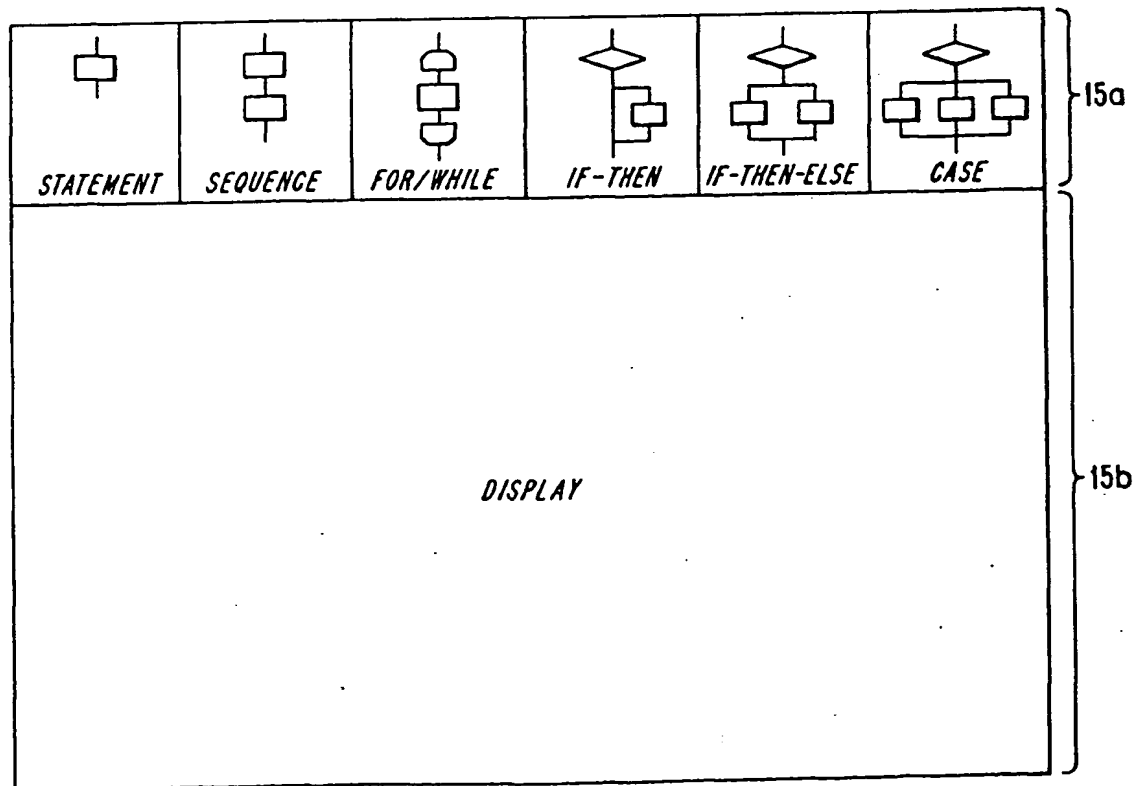 STATEMENT
SEQUENCE
FOR/WHILE
IF-THEN
IF-THEN-ELSE
CASE
15a
DISPLAY
15b